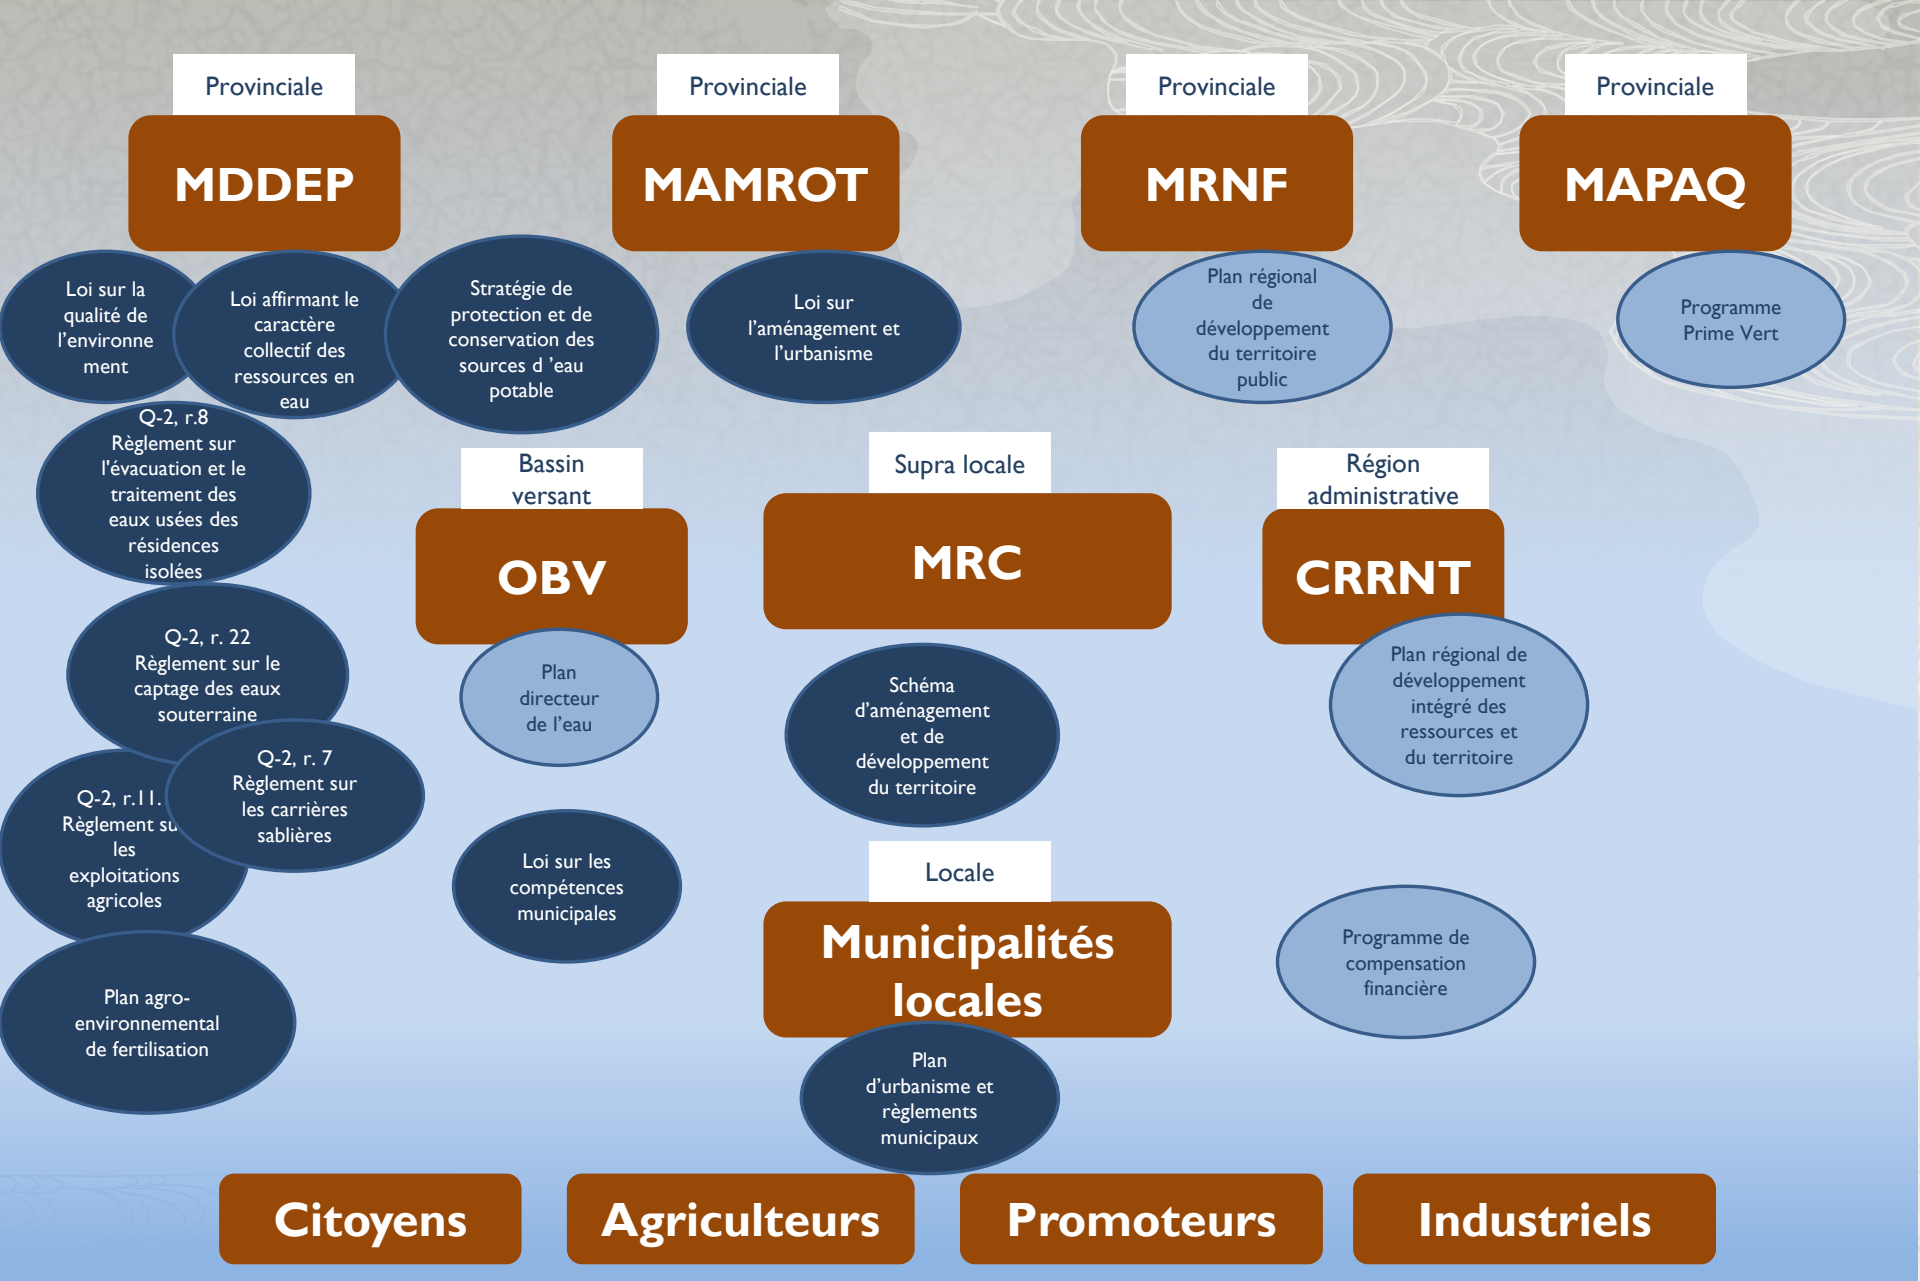 Provinciale
MDDEP
Provinciale
MAMROT
Provinciale
MRNF
Provinciale
MAPAQ
Loi sur la
qualité de
l’environne
ment
Loi affirmant le
caractère
collectif des
ressources en
eau
Stratégie de
protection et de
conservation des
sources d ’eau
potable
Loi sur
l’aménagement et
l’urbanisme
Plan régional
de
développement
du territoire
public
Programme
Prime Vert
Q-2, r.8
Règlement sur
l'évacuation et le
traitement des
eaux usées des
résidences
isolées
Bassin
versant
OBV
Supra locale
MRC
Région
administrative
CRRNT
Q-2, r. 22
Règlement sur le
captage des eaux
souterraine
Plan
directeur
de l’eau
Schéma
d’aménagement
et de
développement
du territoire
Plan régional de
développement
intégré des
ressources et
du territoire
Q-2, r. 7
Règlement sur
les carrières
sablières
Q-2, r.11.
Règlement su
les
exploitations
agricoles
Loi sur les
compétences
municipales
Locale
Municipalités
locales
Programme de
compensation
financière
Plan agro-
environnemental
de fertilisation
Plan
d’urbanisme et
règlements
municipaux
Citoyens
Agriculteurs
Promoteurs
Industriels